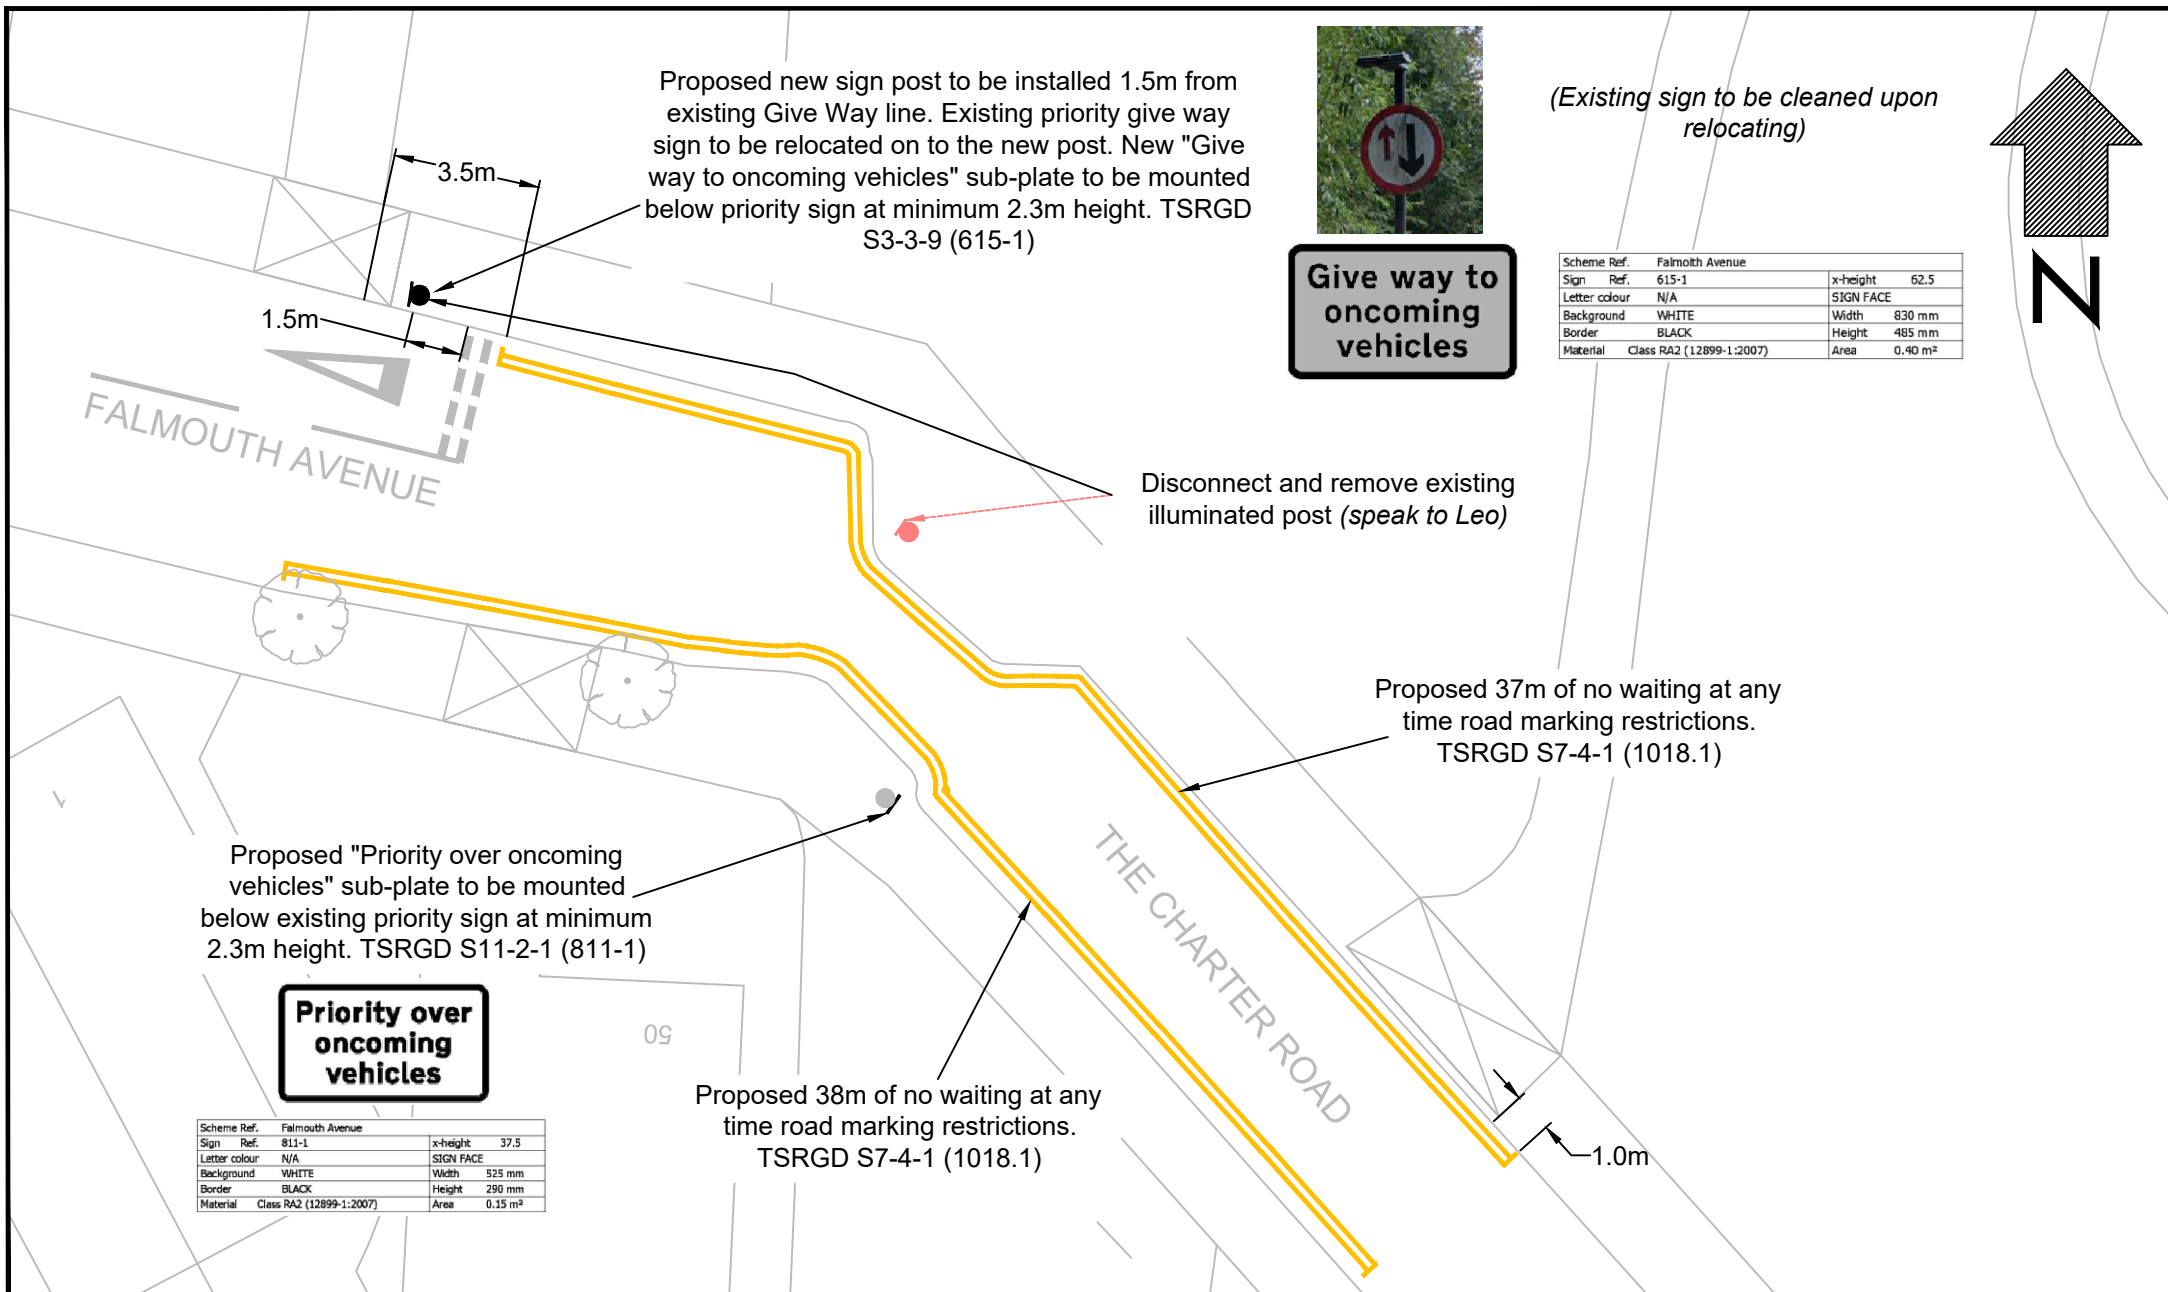 Proposed new sign post to be installed 1.5m from
existing Give Way line. Existing priority give way
sign to be relocated on to the new post. New "Give
way to oncoming vehicles" sub-plate to be mounted
below priority sign at minimum 2.3m height. TSRGD
S3-3-9 (615-1)
(Existing sign to be cleaned upon
relocating)
N
3.5m
1.5m
Give way to
oncoming
vehicles
Scheme Ref. Falmoith Avenue
Sign Ref. 615-1 x-height 62.5
Letter colour N/A SIGN FACE
Background WHITE Width 830 mm
Border BLACK Height 485 mm
Material Class RA2 (12899-1:2007) Area 0.40 m²
FALMOUTH AVENUE
Disconnect and remove existing
illuminated post (speak to Leo)
Proposed 37m of no waiting at any
time road marking restrictions.
TSRGD S7-4-1 (1018.1)
1
Proposed "Priority over oncoming
vehicles" sub-plate to be mounted
below existing priority sign at minimum
2.3m height. TSRGD S11-2-1 (811-1)
THE CHARTER ROAD
Priority over
oncoming
vehicles
50
Proposed 38m of no waiting at any
time road marking restrictions.
TSRGD S7-4-1 (1018.1)
1.0m
Scheme Ref. Falmouth Avenue
Sign Ref. 811-1 x-height 37.5
Letter colour N/A SIGN FACE
Background WHITE Width 525 mm
Border BLACK Height 290 mm
Material Class RA2 (12899-1:2007) Area 0.15 m²